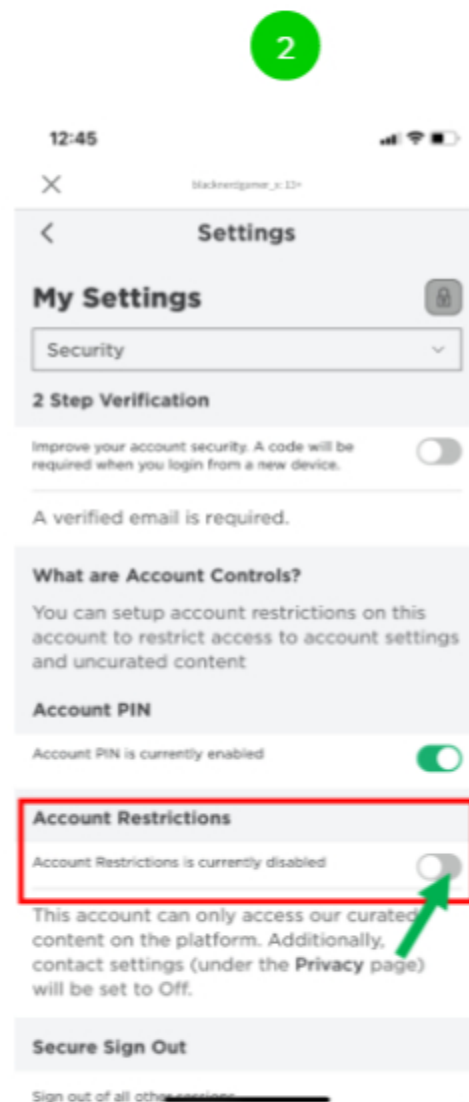 2
12:45
Settings
My Settings
Security
2 Step Verification
Improve your account security. A code will be
required when you login from a new device.
A verified email is required.
What are Account Controls?
You can setup account restrictions on this
account to restrict access to account settings
and uncurated content
Account PIN
Account PIN is currently enabled
Account Restrictions
Account Restrictions is currently disabled
This account can only access our curated
content on the platform. Additionally,
contact settings (under the Privacy page)
will be set to Off.
Secure Sign Out
Sign out of all other sessions